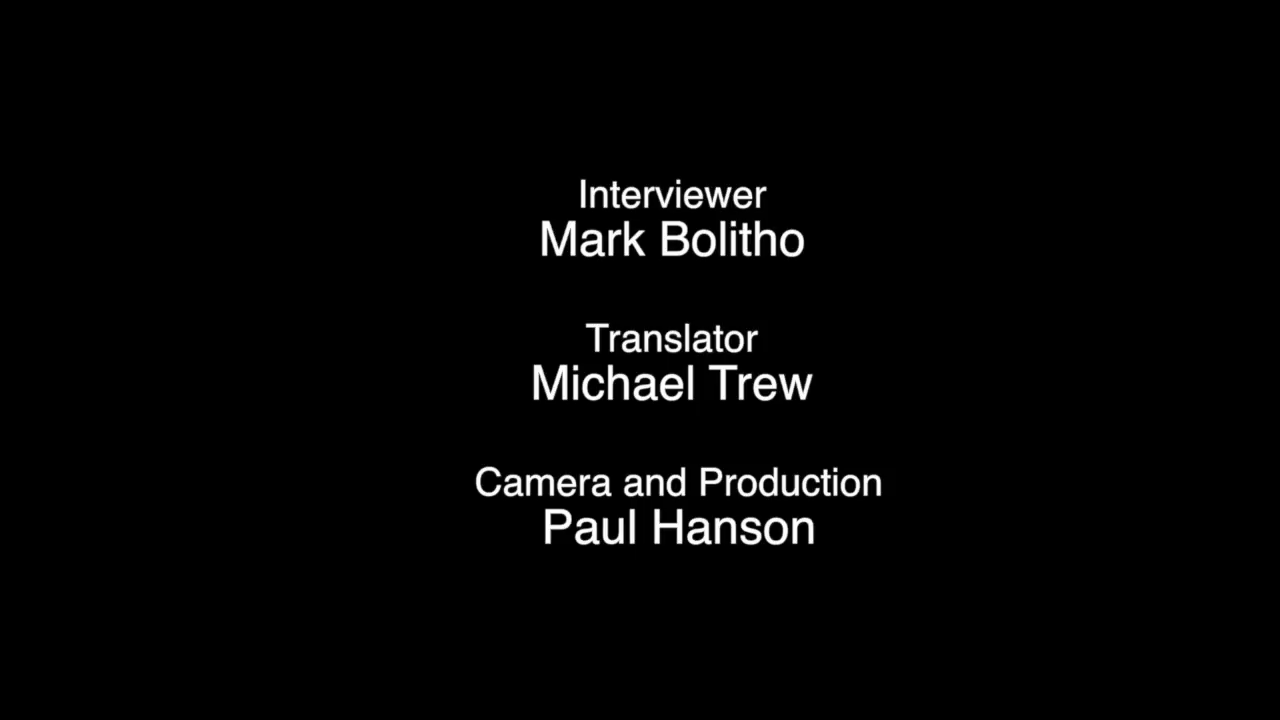 Interviewer
Mark Bolitho
Translator
Michael Trew
Camera and Production
Paul Hanson